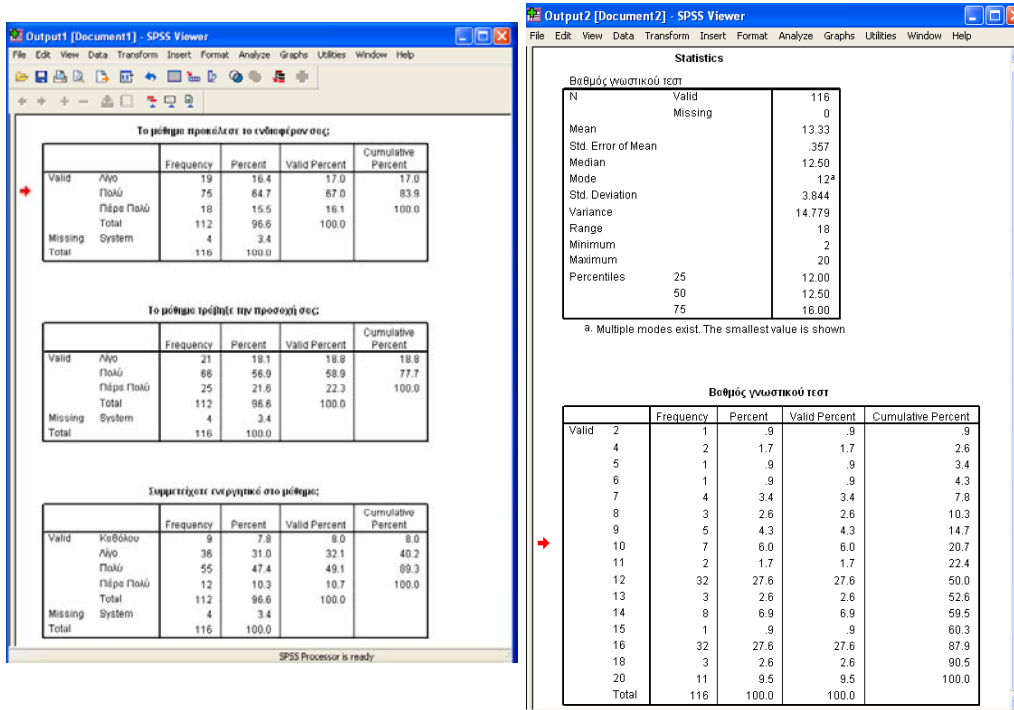 Output1 [Document1] - SPSS Viewer
File Edit View Data Transform Insert Format Analyze Graphs Utilities Window Help
Το μάθημα προκάλεσε το ενδιαφέρον σας;
Frequency Percent Valid Percent Cumulative Percent
Valid Λίγο 19 16.4 17.0 17.0
Πολύ 75 64.7 67.0 83.9
Πάρα Πολύ 18 15.5 16.1 100.0
Total 112 96.6 100.0
Missing System 4 3.4
Total 116 100.0
Το μάθημα τράβηξε την προσοχή σας;
Frequency Percent Valid Percent Cumulative Percent
Valid Λίγο 21 18.1 18.8 18.8
Πολύ 66 56.9 58.9 77.7
Πάρα Πολύ 25 21.6 22.3 100.0
Total 112 96.6 100.0
Missing System 4 3.4
Total 116 100.0
Συμμετείχατε ενεργητικά στο μάθημα;
Frequency Percent Valid Percent Cumulative Percent
Valid Καθόλου 9 7.8 8.0 8.0
Λίγο 36 31.0 32.1 40.2
Πολύ 55 47.4 49.1 89.3
Πάρα Πολύ 12 10.3 10.7 100.0
Total 112 96.6 100.0
Missing System 4 3.4
Total 116 100.0
SPSS Processor is ready
Output2 [Document2] - SPSS Viewer
File Edit View Data Transform Insert Format Analyze Graphs Utilities Window Help
Statistics
Βαθμός γνωστικού τεστ
N Valid 116
Missing 0
Mean 13.33
Std. Error of Mean .357
Median 12.50
Mode 12a
Std. Deviation 3.844
Variance 14.779
Range 18
Minimum 2
Maximum 20
Percentiles 25 12.00
50 12.50
75 16.00
a. Multiple modes exist. The smallest value is shown
Βαθμός γνωστικού τεστ
Frequency Percent Valid Percent Cumulative Percent
Valid 2 1 .9 .9 .9
4 2 1.7 1.7 2.6
5 1 .9 .9 3.4
6 1 .9 .9 4.3
7 4 3.4 3.4 7.8
8 3 2.6 2.6 10.3
9 5 4.3 4.3 14.7
10 7 6.0 6.0 20.7
11 2 1.7 1.7 22.4
12 32 27.6 27.6 50.0
13 3 2.6 2.6 52.6
14 8 6.9 6.9 59.5
15 1 .9 .9 60.3
16 32 27.6 27.6 87.9
18 3 2.6 2.6 90.5
20 11 9.5 9.5 100.0
Total 116 100.0 100.0